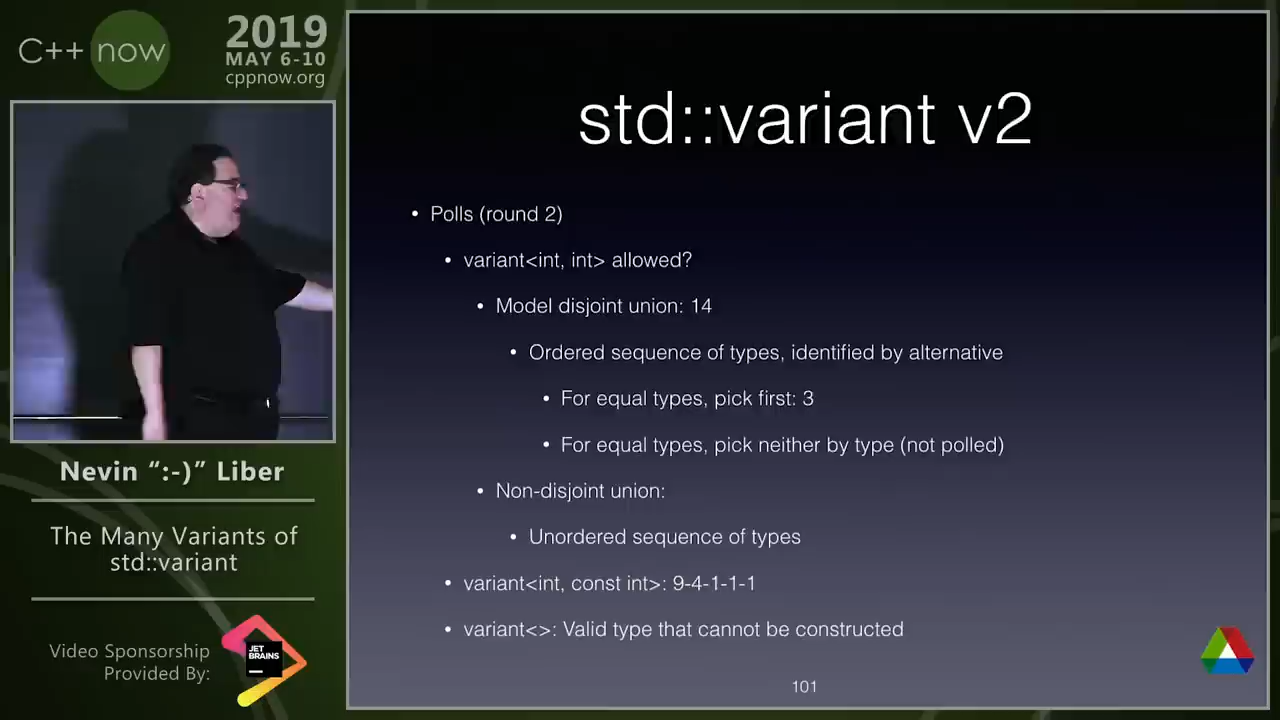 C++ now
2019
MAY 6-10
cppnow.org
Nevin “:-)” Liber
The Many Variants of
std::variant
Video Sponsorship
Provided By:
JET
BRAINS
std::variant v2
• Polls (round 2)
• variant<int, int> allowed?
• Model disjoint union: 14
• Ordered sequence of types, identified by alternative
• For equal types, pick first: 3
• For equal types, pick neither by type (not polled)
• Non-disjoint union:
• Unordered sequence of types
• variant<int, const int>: 9-4-1-1-1
• variant<>: Valid type that cannot be constructed
101